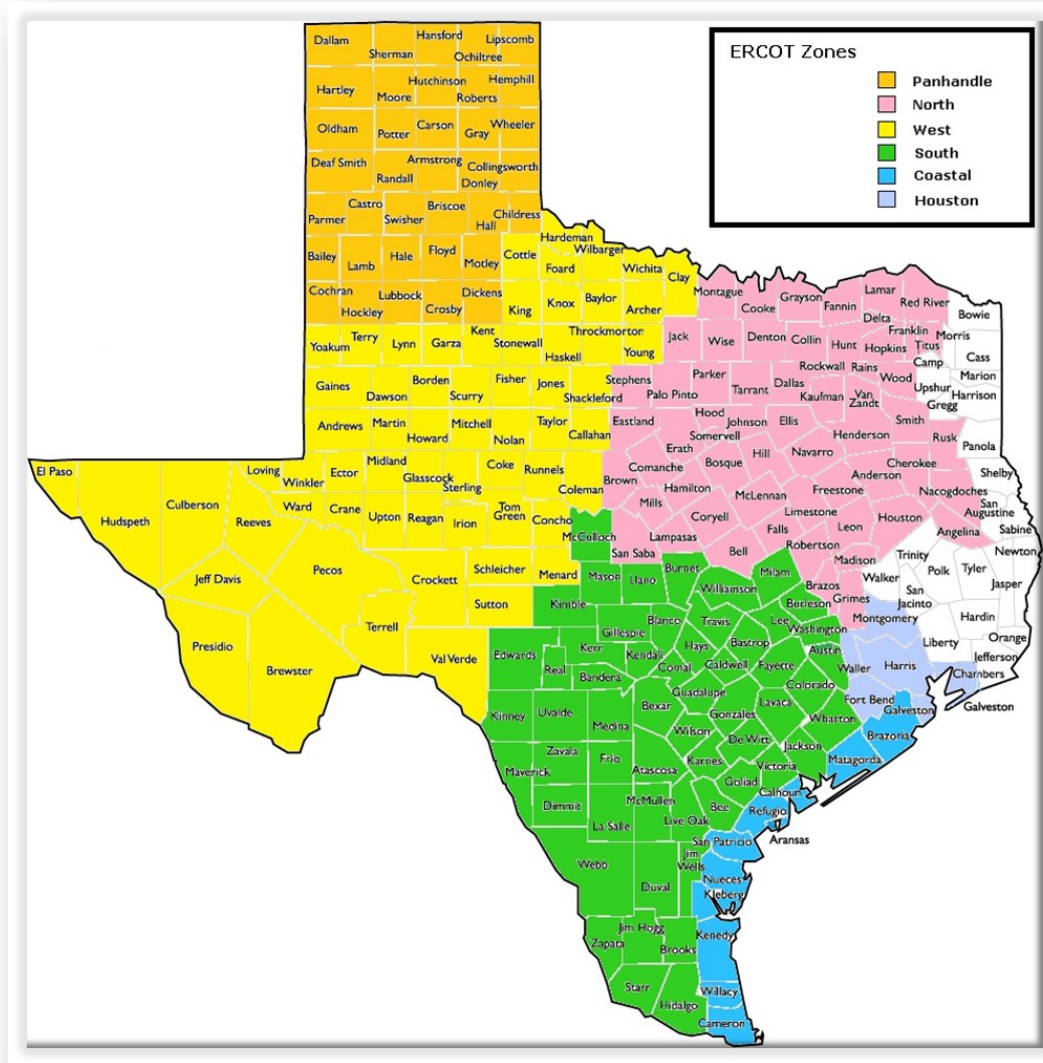 ERCOT Zones
Panhandle
North
West
South
Coastal
Houston
Dallam
Sherman
Hansford
Ochiltree
Lipscomb
Hartley
Moore
Hutchinson
Roberts
Hemphill
Oldham
Potter
Carson
Gray
Wheeler
Deaf Smith
Randall
Armstrong
Donley
Collingsworth
Parmer
Castro
Swisher
Briscoe
Hall
Childress
Bailey
Lamb
Hale
Floyd
Motley
Cottle
Hardeman
Foard
Wilbarger
Wichita
Clay
Montague
Cooke
Grayson
Fannin
Lamar
Red River
Bowie
Cochran
Hockley
Lubbock
Crosby
Dickens
King
Knox
Baylor
Archer
Jack
Wise
Denton
Collin
Hunt
Delta
Hopkins
Franklin
Titus
Morris
Camp
Cass
Marion
Yoakum
Terry
Lynn
Garza
Kent
Stonewall
Haskell
Throckmorton
Young
Stephens
Palo Pinto
Parker
Tarrant
Dallas
Rockwall
Kaufman
Rains
Van
Zandt
Wood
Upshur
Gregg
Harrison
Gaines
Dawson
Borden
Scurry
Fisher
Jones
Shackleford
Eastland
Erath
Hood
Somervell
Johnson
Ellis
Navarro
Henderson
Smith
Rusk
Panola
Andrews
Martin
Howard
Mitchell
Nolan
Taylor
Callahan
Brown
Comanche
Hamilton
Bosque
Hill
McLennan
Limestone
Freestone
Anderson
Cherokee
Nacogdoches
Shelby
El Paso
Hudspeth
Culberson
Reeves
Loving
Winkler
Ward
Ector
Crane
Midland
Upton
Glasscock
Reagan
Sterling
Irion
Coke
Tom
Green
Runnels
Concho
Coleman
McCulloch
Mills
San Saba
Lampasas
Coryell
Bell
Falls
Robertson
Leon
Madison
Houston
Angelina
San
Augustine
Sabine
Newton
Jasper
Tyler
Polk
Trinity
Walker
San
Jacinto
Hardin
Orange
Jefferson
Liberty
Chambers
Jeff Davis
Pecos
Crockett
Schleicher
Menard
Sutton
Terrell
Presidio
Brewster
Val Verde
Mason
Llano
Burnet
Williamson
Milam
Burleson
Brazos
Grimes
Montgomery
Kimble
Gillespie
Blanco
Travis
Lee
Washington
Bastrop
Austin
Waller
Harris
Edwards
Real
Kerr
Bandera
Kendall
Hays
Comal
Caldwell
Fayette
Colorado
Fort Bend
Galveston
Galveston
Kinney
Uvalde
Medina
Bexar
Guadalupe
Gonzales
Lavaca
Wharton
Brazoria
Matagorda
Maverick
Zavala
Frio
Atascosa
Wilson
Karnes
De Witt
Jackson
Victoria
Calhoun
Goliad
Refugio
Aransas
Dimmit
La Salle
McMullen
Live Oak
Bee
San Patricio
Webb
Duval
Jim
Wells
Nueces
Kleberg
Zapata
Jim Hogg
Brooks
Kenedy
Starr
Hidalgo
Willacy
Cameron